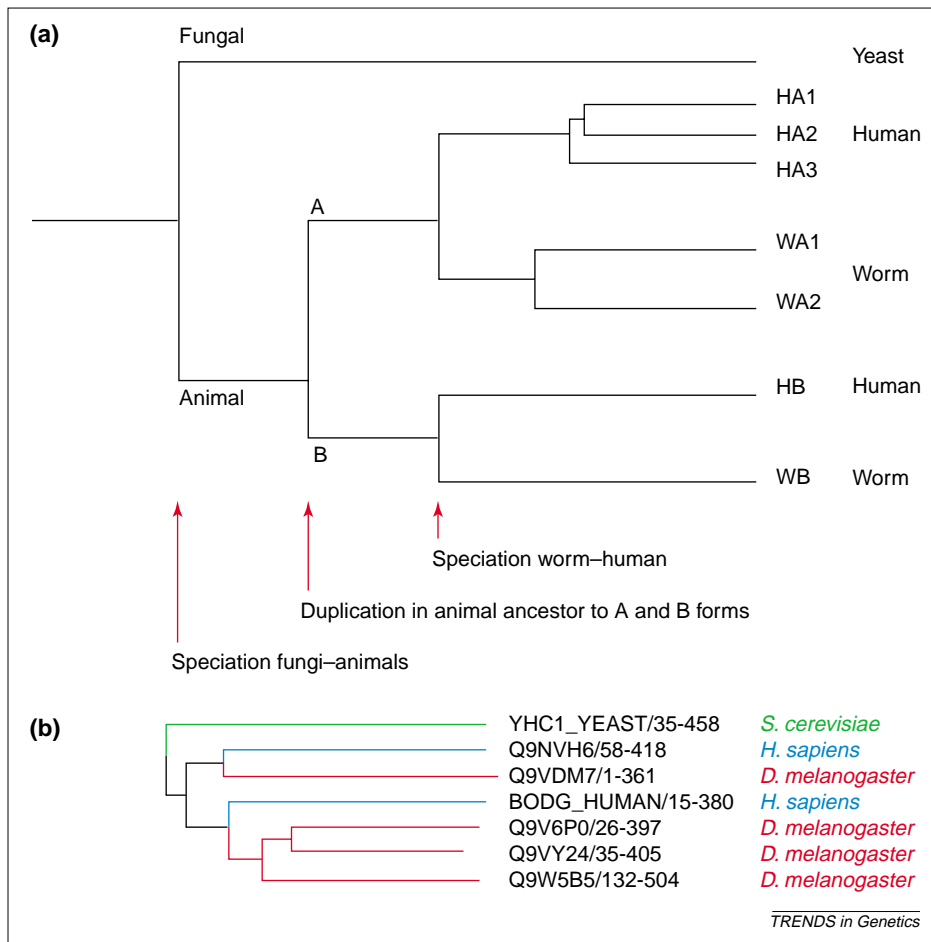 (a)
Fungal
Yeast
HA1
HA2 Human
HA3
A
WA1
Worm
WA2
Animal
HB Human
B
WB Worm
Speciation worm–human
Duplication in animal ancestor to A and B forms
Speciation fungi–animals
(b)
YHC1_YEAST/35-458 S. cerevisiae
Q9NVH6/58-418 H. sapiens
Q9VDM7/1-361 D. melanogaster
BODG_HUMAN/15-380 H. sapiens
Q9V6P0/26-397 D. melanogaster
Q9VY24/35-405 D. melanogaster
Q9W5B5/132-504 D. melanogaster
TRENDS in Genetics